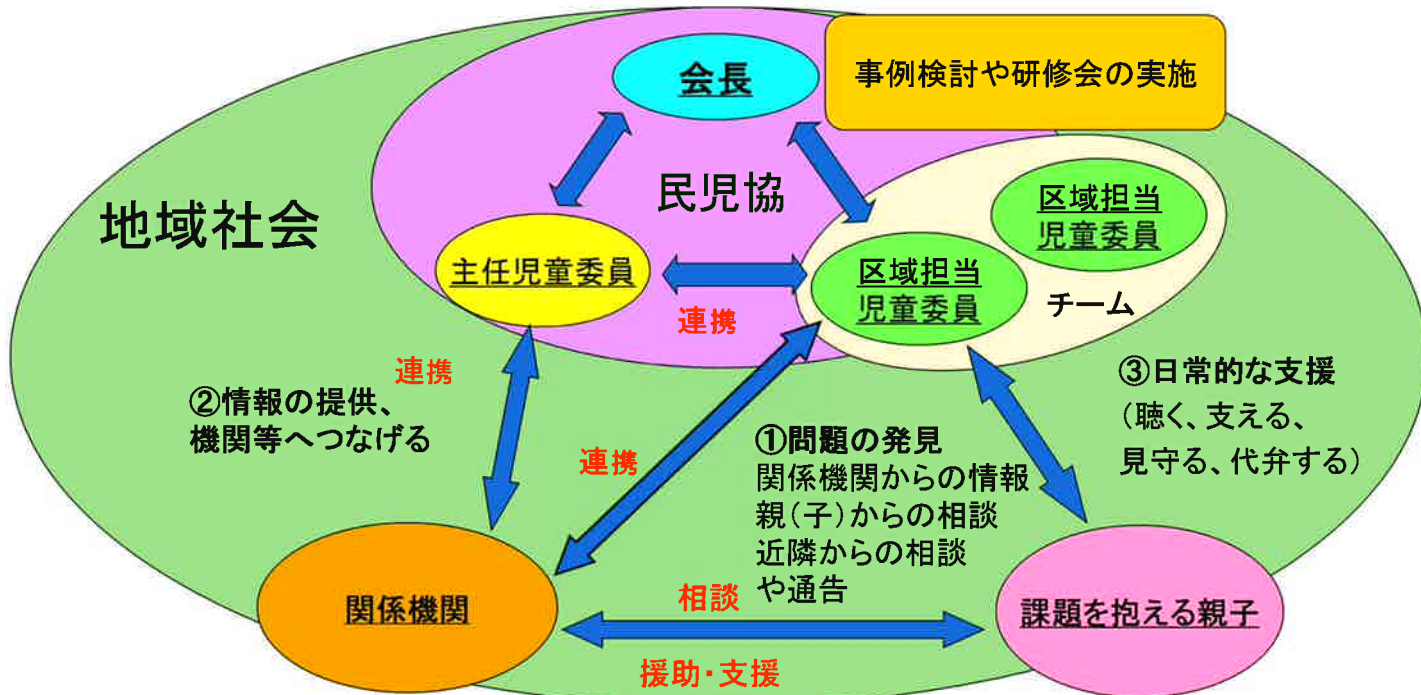 会長
事例検討や研修会の実施
地域社会
民児協
区域担当
児童委員
主任児童委員
区域担当
児童委員
チーム
連携
連携
②情報の提供、
機関等へつなげる
③日常的な支援
（聴く、支える、
見守る、代弁する）
連携
①問題の発見
関係機関からの情報
親（子）からの相談
近隣からの相談
や通告
関係機関
相談
援助・支援
課題を抱える親子